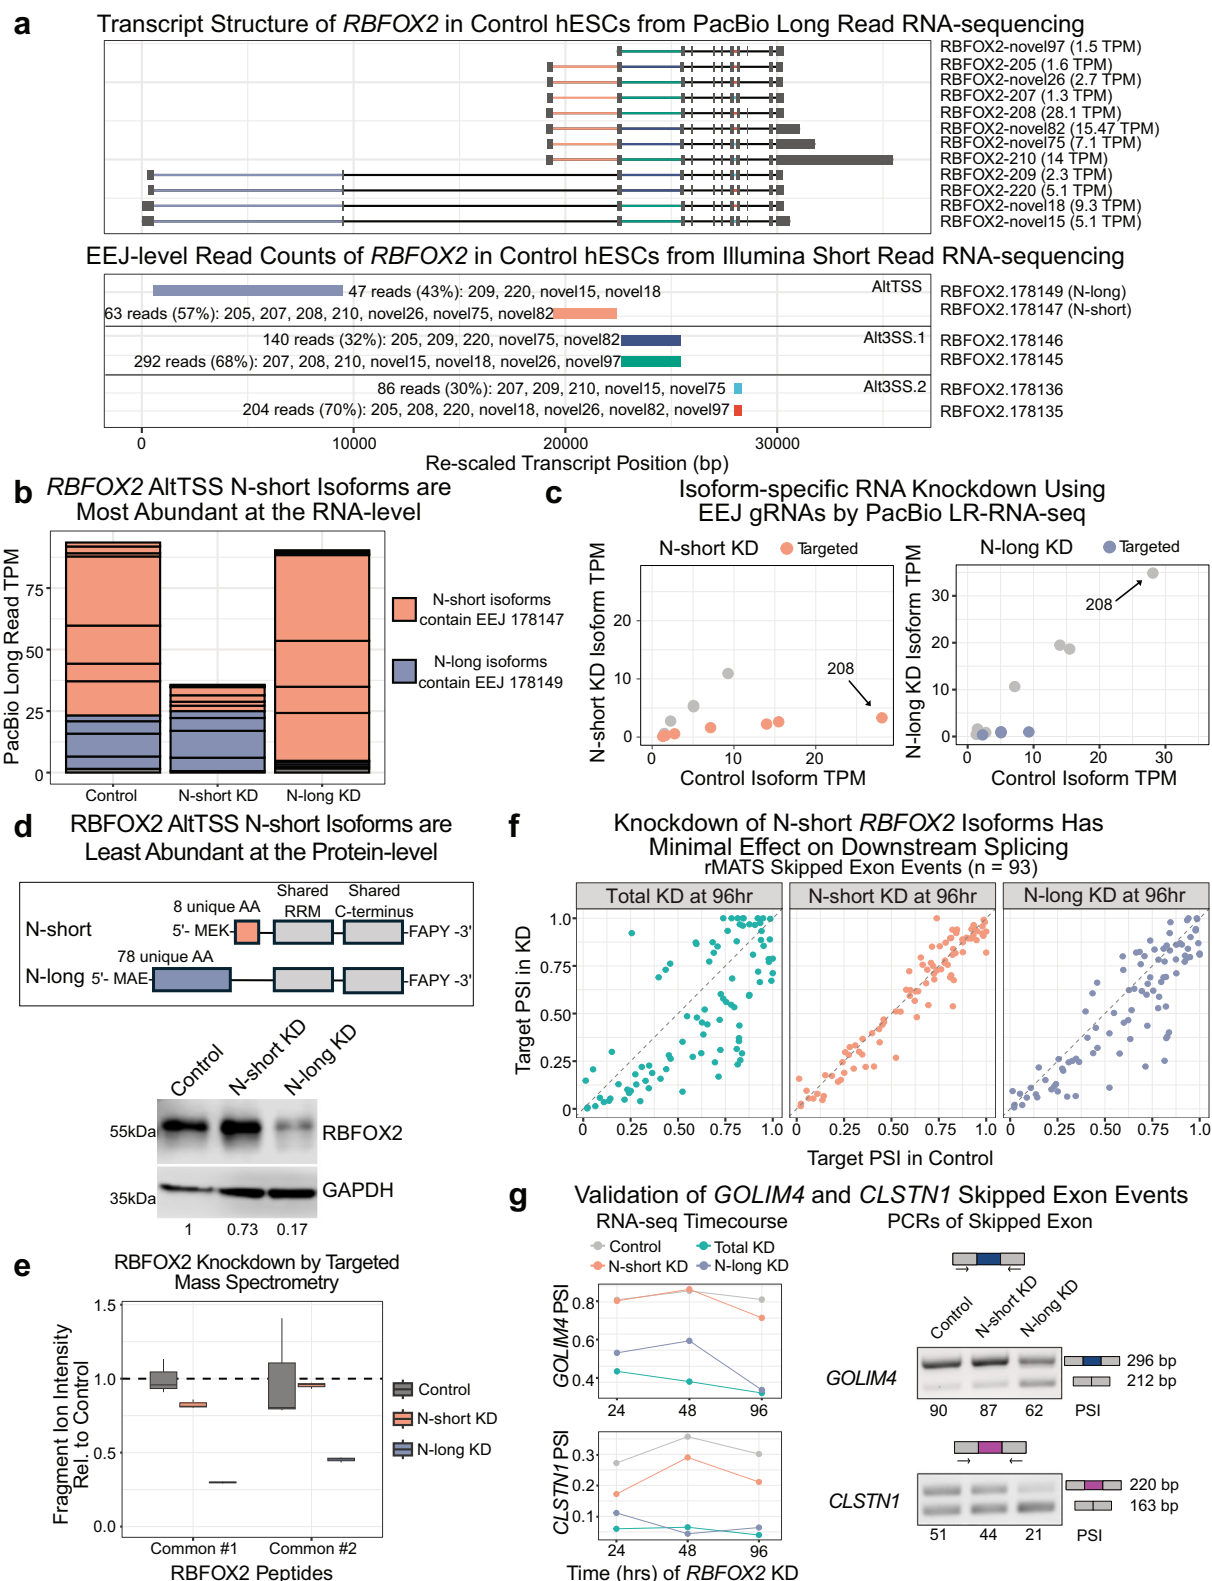 a
Transcript Structure of RBFOX2 in Control hESCs from PacBio Long Read RNA-sequencing
RBFOX2-novel97 (1.5 TPM)
RBFOX2-205 (1.6 TPM)
RBFOX2-novel26 (2.7 TPM)
RBFOX2-207 (1.3 TPM)
RBFOX2-208 (28.1 TPM)
RBFOX2-novel82 (15.47 TPM)
RBFOX2-novel75 (7.1 TPM)
RBFOX2-210 (14 TPM)
RBFOX2-209 (2.3 TPM)
RBFOX2-220 (5.1 TPM)
RBFOX2-novel18 (9.3 TPM)
RBFOX2-novel15 (5.1 TPM)
EEJ-level Read Counts of RBFOX2 in Control hESCs from Illumina Short Read RNA-sequencing
47 reads (43%): 209, 220, novel15, novel18
AltTSS
RBFOX2.178149 (N-long)
63 reads (57%): 205, 207, 208, 210, novel26, novel75, novel82
RBFOX2.178147 (N-short)
140 reads (32%): 205, 209, 220, novel75, novel82
Alt3SS.1
RBFOX2.178146
292 reads (68%): 207, 208, 210, novel15, novel18, novel26, novel97
RBFOX2.178145
86 reads (30%): 207, 209, 210, novel15, novel75
Alt3SS.2
RBFOX2.178136
204 reads (70%): 205, 208, 220, novel18, novel26, novel82, novel97
RBFOX2.178135
0 10000 20000 30000
Re-scaled Transcript Position (bp)
b
RBFOX2 AltTSS N-short Isoforms are
Most Abundant at the RNA-level
PacBio Long Read TPM
75
50
25
0
Control N-short KD N-long KD
N-short isoforms
contain EEJ 178147
N-long isoforms
contain EEJ 178149
c
Isoform-specific RNA Knockdown Using
EEJ gRNAs by PacBio LR-RNA-seq
N-short KD Targeted
N-short KD Isoform TPM
20
10
0
208
0 10 20
Control Isoform TPM
N-long KD Targeted
N-long KD Isoform TPM
30
20
10
0
208
0 10 20 30
Control Isoform TPM
d
RBFOX2 AltTSS N-short Isoforms are
Least Abundant at the Protein-level
N-short
8 unique AA
5'- MEK
Shared
RRM
Shared
C-terminus
FAPY -3'
78 unique AA
N-long 5'- MAE
FAPY -3'
Control
N-short KD
N-long KD
55kDa
RBFOX2
35kDa
GAPDH
1 0.73 0.17
e
RBFOX2 Knockdown by Targeted
Mass Spectrometry
Fragment Ion Intensity
Rel. to Control
1.5
1.0
0.5
0.0
Common #1 Common #2
RBFOX2 Peptides
Control
N-short KD
N-long KD
f
Knockdown of N-short RBFOX2 Isoforms Has
Minimal Effect on Downstream Splicing
rMATS Skipped Exon Events (n = 93)
Total KD at 96hr
N-short KD at 96hr
N-long KD at 96hr
Target PSI in KD
1.0
0.75
0.50
0.25
0
0 0.25 0.50 0.75 1.0
0 0.25 0.50 0.75 1.0
0 0.25 0.50 0.75 1.0
Target PSI in Control
g
Validation of GOLIM4 and CLSTN1 Skipped Exon Events
RNA-seq Timecourse
Control
Total KD
N-short KD
N-long KD
GOLIM4 PSI
0.8
0.6
0.4
24 48 96
CLSTN1 PSI
0.3
0.2
0.1
24 48 96
Time (hrs) of RBFOX2 KD
PCRs of Skipped Exon
Control
N-short KD
N-long KD
GOLIM4
296 bp
212 bp
90 87 62 PSI
CLSTN1
220 bp
163 bp
51 44 21 PSI